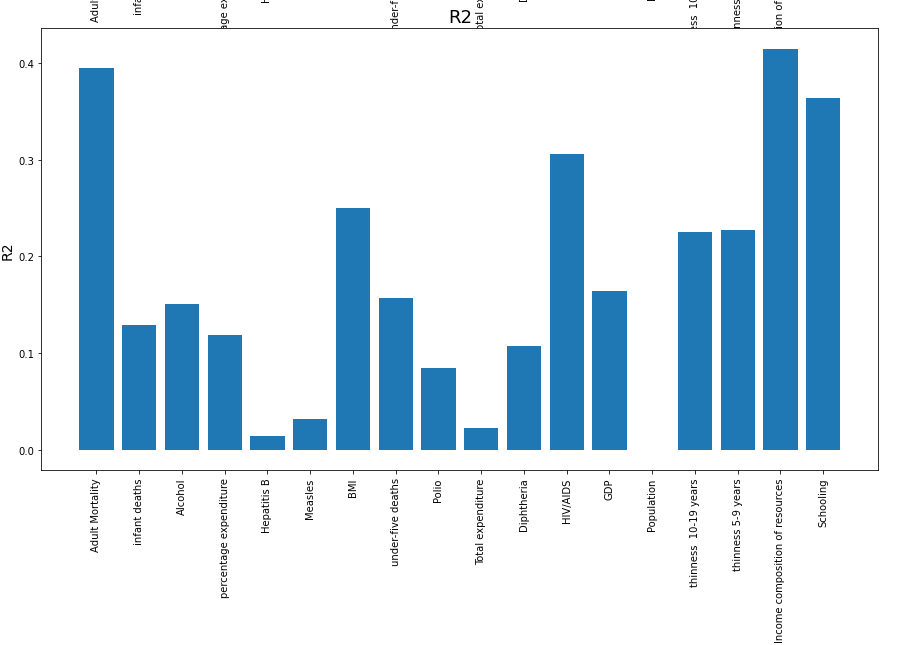 R2
R2
0.4
0.3
0.2
0.1
0.0
Adult Mortality
infant deaths
Alcohol
percentage expenditure
Hepatitis B
Measles
BMI
under-five deaths
Polio
Total expenditure
Diphtheria
HIV/AIDS
GDP
Population
thinness  10-19 years
thinness 5-9 years
Income composition of resources
Schooling